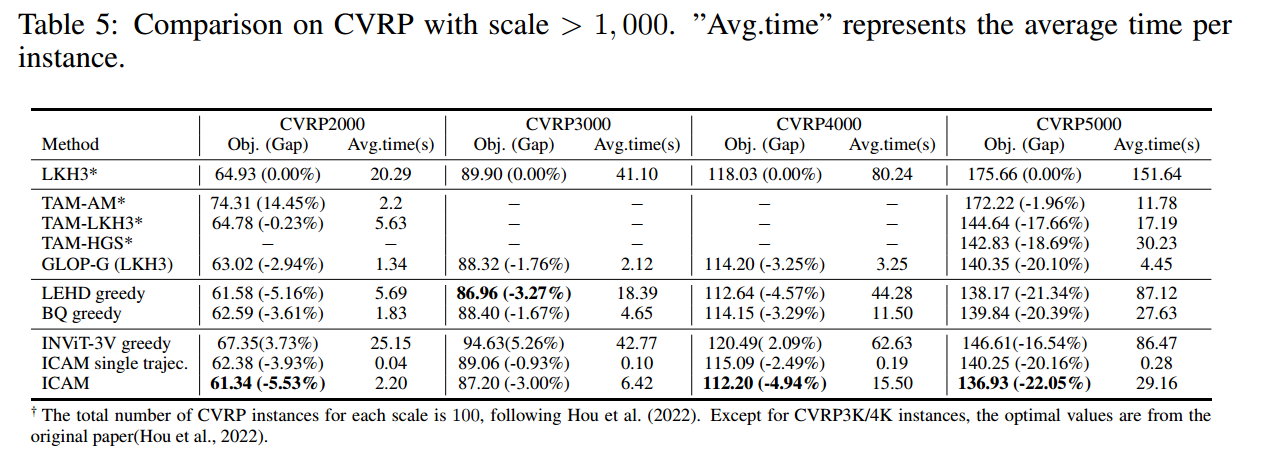 Table 5: Comparison on CVRP with scale > 1, 000. ”Avg.time” represents the average time per
instance.
CVRP2000 CVRP3000 CVRP4000 CVRP5000
Method Obj. (Gap) Avg.time(s) Obj. (Gap) Avg.time(s) Obj. (Gap) Avg.time(s) Obj. (Gap) Avg.time(s)
LKH3* 64.93 (0.00%) 20.29 89.90 (0.00%) 41.10 118.03 (0.00%) 80.24 175.66 (0.00%) 151.64
TAM-AM* 74.31 (14.45%) 2.2 − − − − 172.22 (-1.96%) 11.78
TAM-LKH3* 64.78 (-0.23%) 5.63 − − − − 144.64 (-17.66%) 17.19
TAM-HGS* − − − − − − 142.83 (-18.69%) 30.23
GLOP-G (LKH3) 63.02 (-2.94%) 1.34 88.32 (-1.76%) 2.12 114.20 (-3.25%) 3.25 140.35 (-20.10%) 4.45
LEHD greedy 61.58 (-5.16%) 5.69 86.96 (-3.27%) 18.39 112.64 (-4.57%) 44.28 138.17 (-21.34%) 87.12
BQ greedy 62.59 (-3.61%) 1.83 88.40 (-1.67%) 4.65 114.15 (-3.29%) 11.50 139.84 (-20.39%) 27.63
INViT-3V greedy 67.35(3.73%) 25.15 94.63(5.26%) 42.77 120.49( 2.09%) 62.63 146.61(-16.54%) 86.47
ICAM single trajec. 62.38 (-3.93%) 0.04 89.06 (-0.93%) 0.10 115.09 (-2.49%) 0.19 140.25 (-20.16%) 0.28
ICAM 61.34 (-5.53%) 2.20 87.20 (-3.00%) 6.42 112.20 (-4.94%) 15.50 136.93 (-22.05%) 29.16
† The total number of CVRP instances for each scale is 100, following Hou et al. (2022). Except for CVRP3K/4K instances, the optimal values are from the
original paper(Hou et al., 2022).